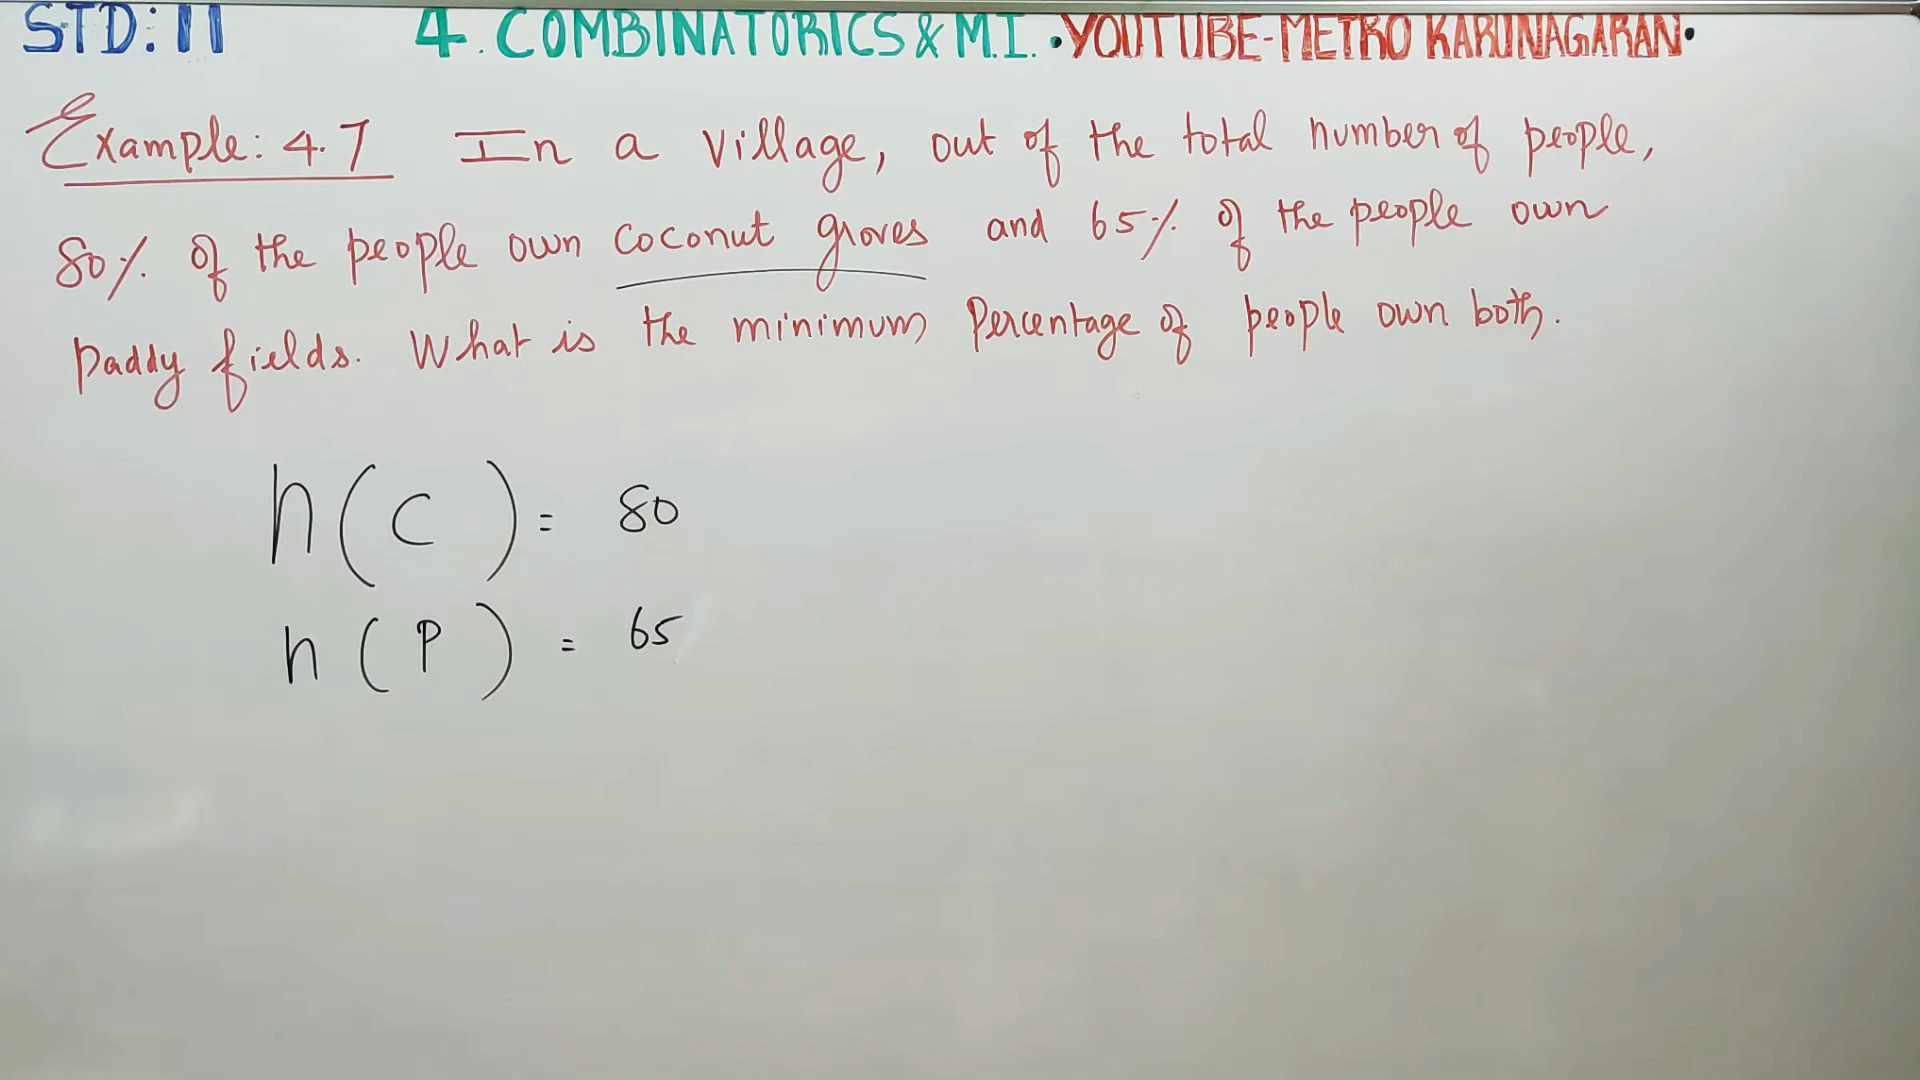 STD: 11 4. COMBINATORICS & M.I. • YOUTUBE-METRO KARUNAGARAN •
Example: 4.7 In a village, out of the total number of people,
80% of the people own coconut groves and 65% of the people own
paddy fields. What is the minimum percentage of people own both.
n(C) = 80
n(P) = 65